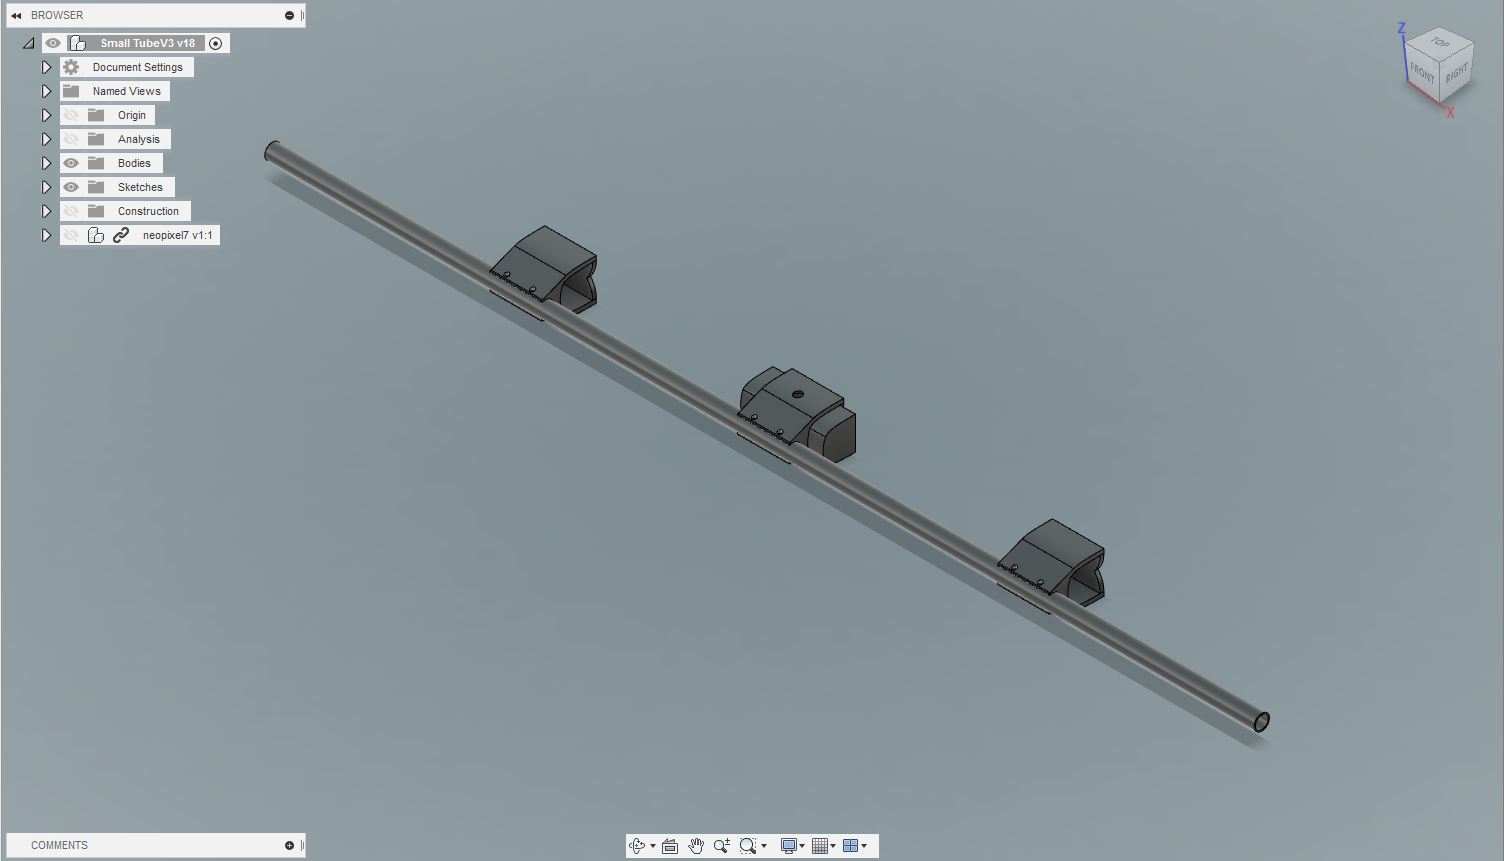 BROWSER
Small TubeV3 v18
Document Settings
Named Views
Origin
Analysis
Bodies
Sketches
Construction
neopixel7 v1:1
Z
TOP
FRONT
RIGHT
X
COMMENTS